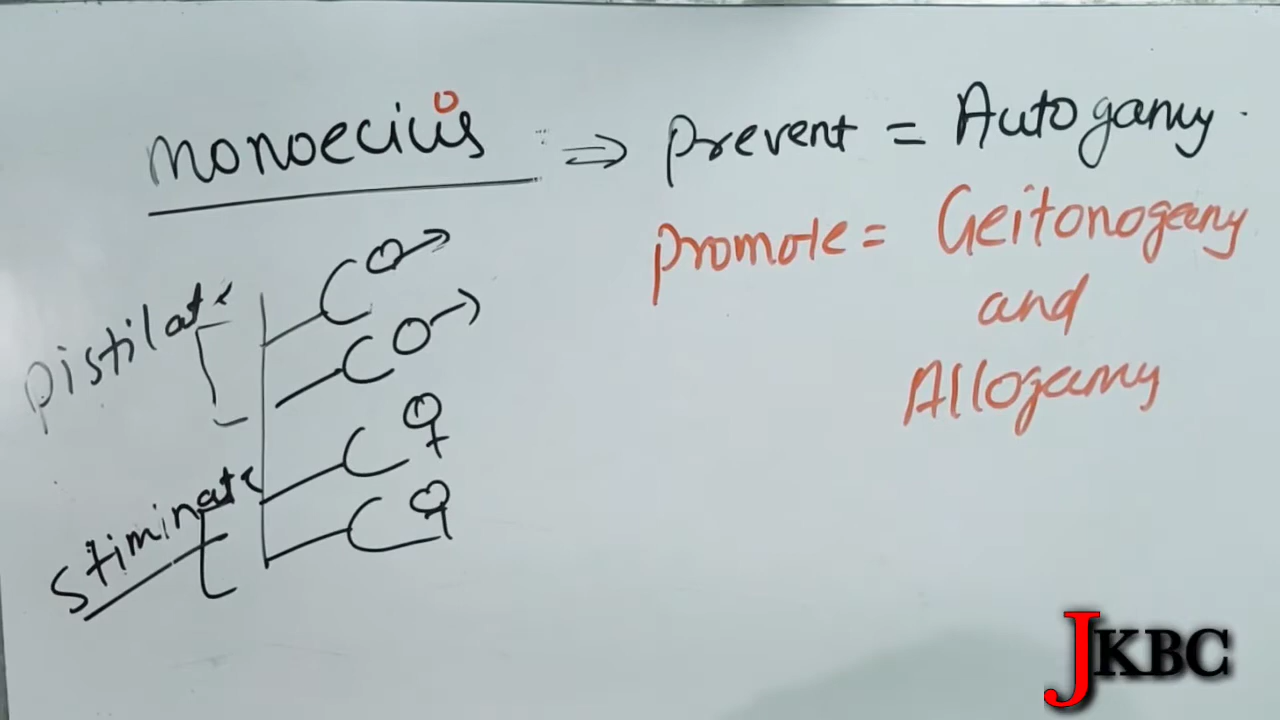 monoecius
o
⇒ prevent = Autogamy.
promote = Geitonogamy
and
Allogamy
pistilate
stiminate
JKBC